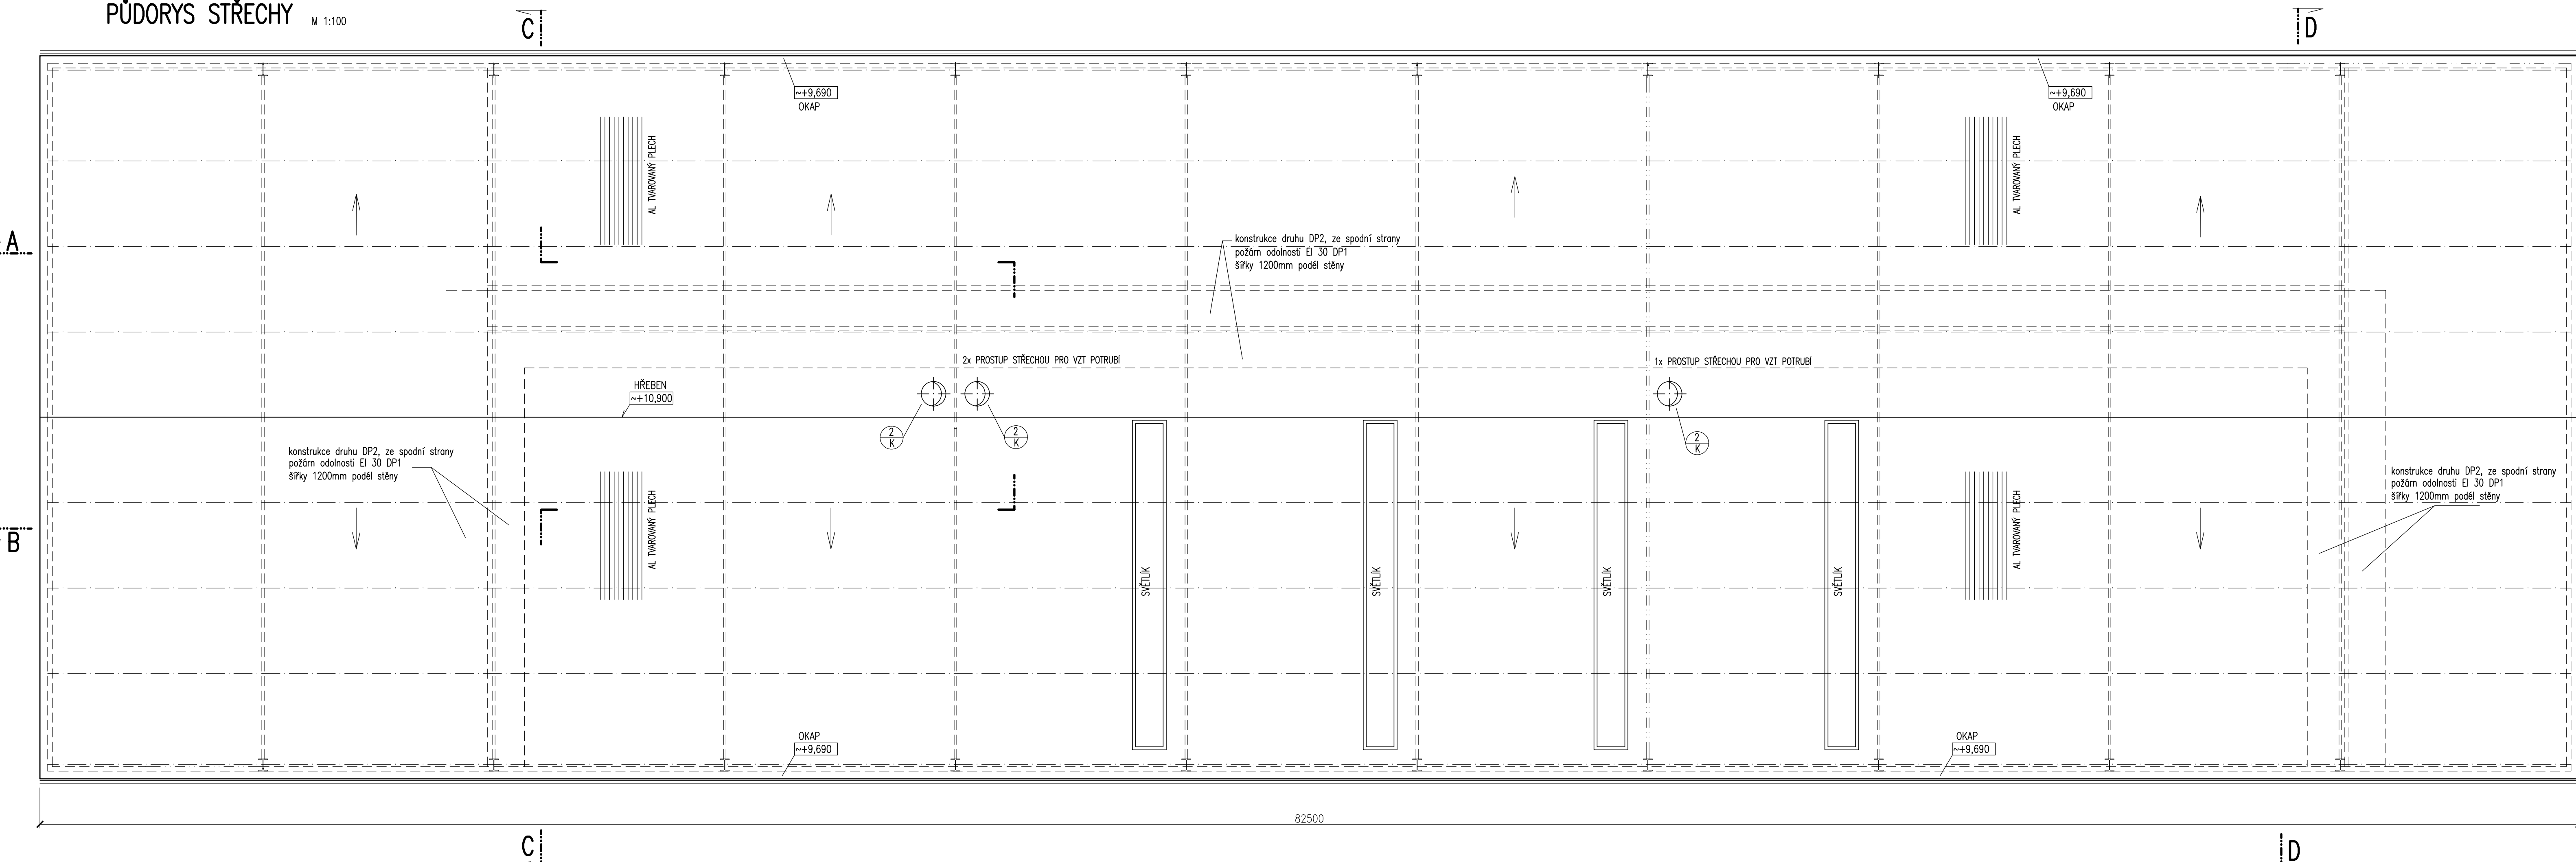 PŮDORYS STŘECHY M 1:100
C
D
~+9,690
OKAP
~+9,690
OKAP
AL TVAROVANÝ PLECH
AL TVAROVANÝ PLECH
A
konstrukce druhu DP2, ze spodní strany
požárn odolnosti EI 30 DP1
šířky 1200mm podél stěny
2x PROSTUP STŘECHOU PRO VZT POTRUBÍ
1x PROSTUP STŘECHOU PRO VZT POTRUBÍ
HŘEBEN
~+10,900
2
K
2
K
2
K
konstrukce druhu DP2, ze spodní strany
požárn odolnosti EI 30 DP1
šířky 1200mm podél stěny
konstrukce druhu DP2, ze spodní strany
požárn odolnosti EI 30 DP1
šířky 1200mm podél stěny
AL TVAROVANÝ PLECH
AL TVAROVANÝ PLECH
B
SVĚTLÍK
SVĚTLÍK
SVĚTLÍK
SVĚTLÍK
OKAP
~+9,690
OKAP
~+9,690
82500
C
D